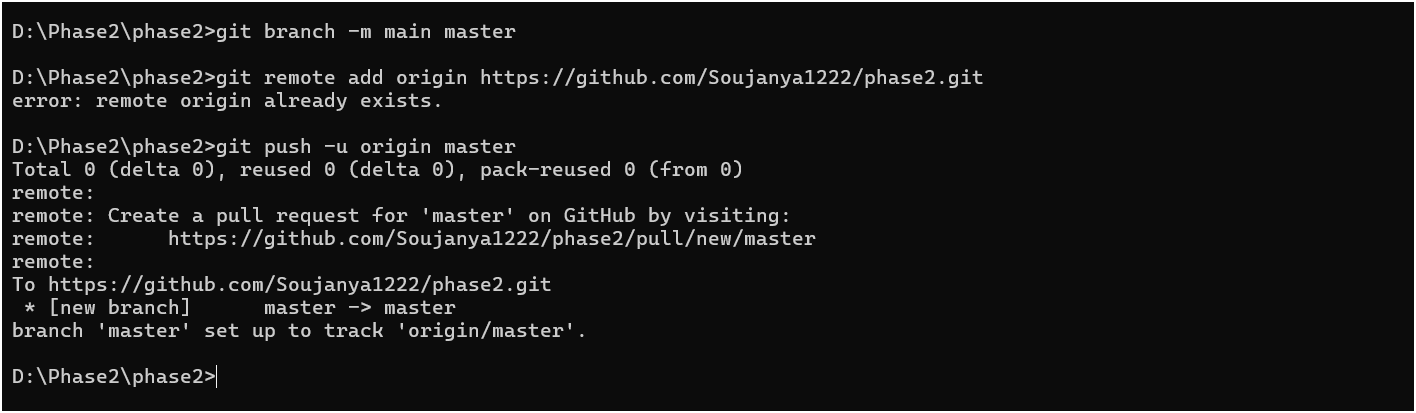 D:\Phase2\phase2>git branch -m main master
D:\Phase2\phase2>git remote add origin https://github.com/Soujanya1222/phase2.git
error: remote origin already exists.
D:\Phase2\phase2>git push -u origin master
Total 0 (delta 0), reused 0 (delta 0), pack-reused 0 (from 0)
remote:
remote: Create a pull request for 'master' on GitHub by visiting:
remote:      https://github.com/Soujanya1222/phase2/pull/new/master
remote:
To https://github.com/Soujanya1222/phase2.git
 * [new branch]      master -> master
branch 'master' set up to track 'origin/master'.
D:\Phase2\phase2>